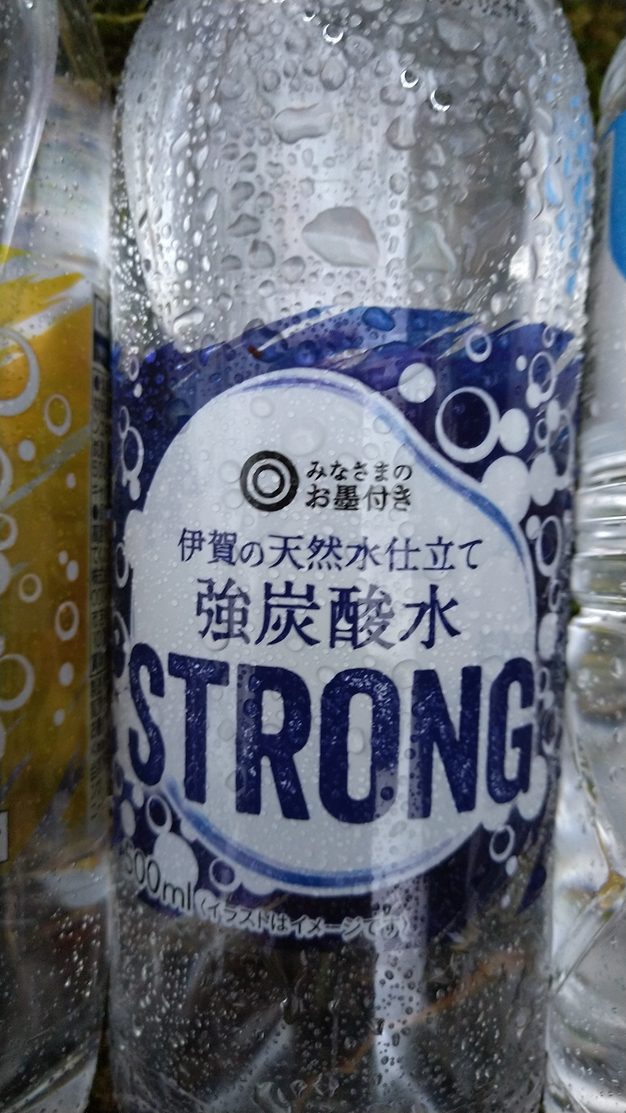 みなさまの
お墨付き
伊賀の天然水仕立て
強炭酸水
STRONG
500ml (イラストはイメージです)